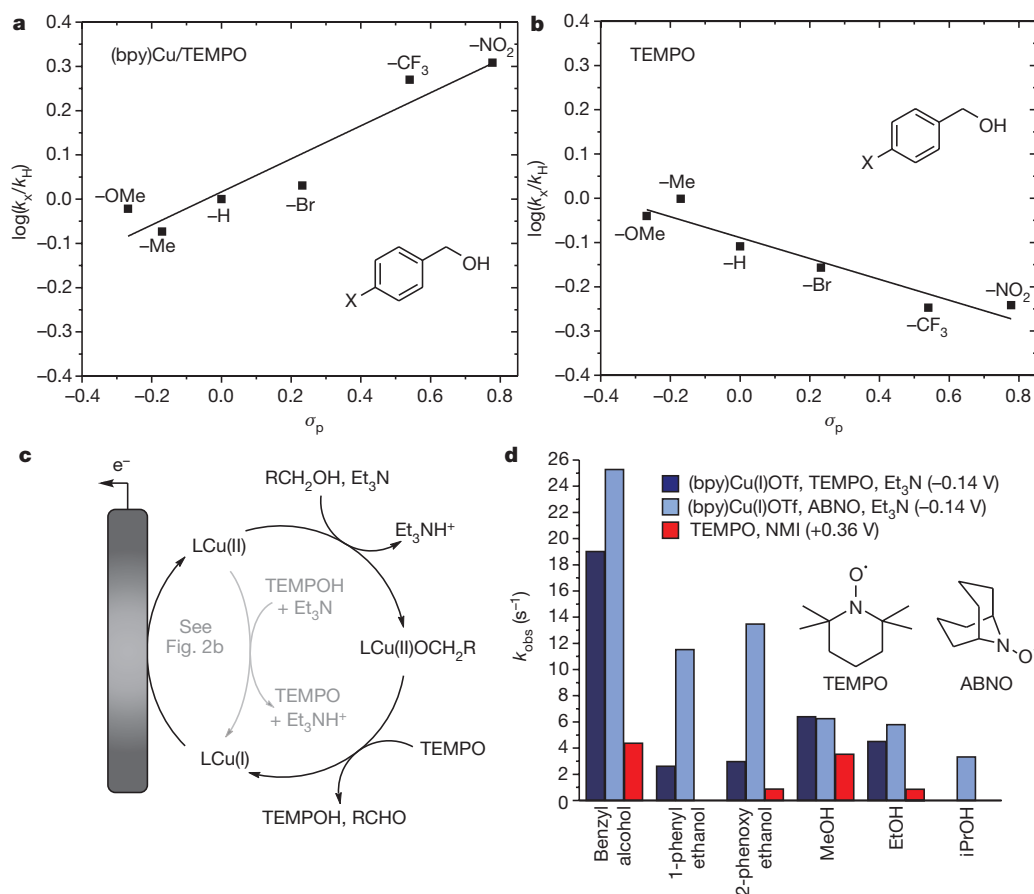 a
(bpy)Cu/TEMPO
–NO₂
–CF₃
–OMe
–Me
–H
–Br
X
OH
0.4
0.3
0.2
0.1
0.0
–0.1
–0.2
–0.3
–0.4
log(kₓ/k_H)
–0.4 –0.2 0.0 0.2 0.4 0.6 0.8
σₚ
b
TEMPO
–Me
–OMe
–H
–Br
–CF₃
–NO₂
X
OH
0.4
0.3
0.2
0.1
0.0
–0.1
–0.2
–0.3
–0.4
log(kₓ/k_H)
–0.4 –0.2 0.0 0.2 0.4 0.6 0.8
σₚ
c
e⁻
RCH₂OH, Et₃N
Et₃NH⁺
LCu(II)
TEMPOH
+ Et₃N
See
Fig. 2b
LCu(II)OCH₂R
TEMPO
+ Et₃NH⁺
LCu(I)
TEMPO
TEMPOH, RCHO
d
(bpy)Cu(I)OTf, TEMPO, Et₃N (–0.14 V)
(bpy)Cu(I)OTf, ABNO, Et₃N (–0.14 V)
TEMPO, NMI (+0.36 V)
O•
N
TEMPO
N–O
ABNO
26
24
22
20
18
16
14
12
10
8
6
4
2
0
k_obs (s⁻¹)
Benzyl
alcohol
1-phenyl
ethanol
2-phenoxy
ethanol
MeOH
EtOH
iPrOH